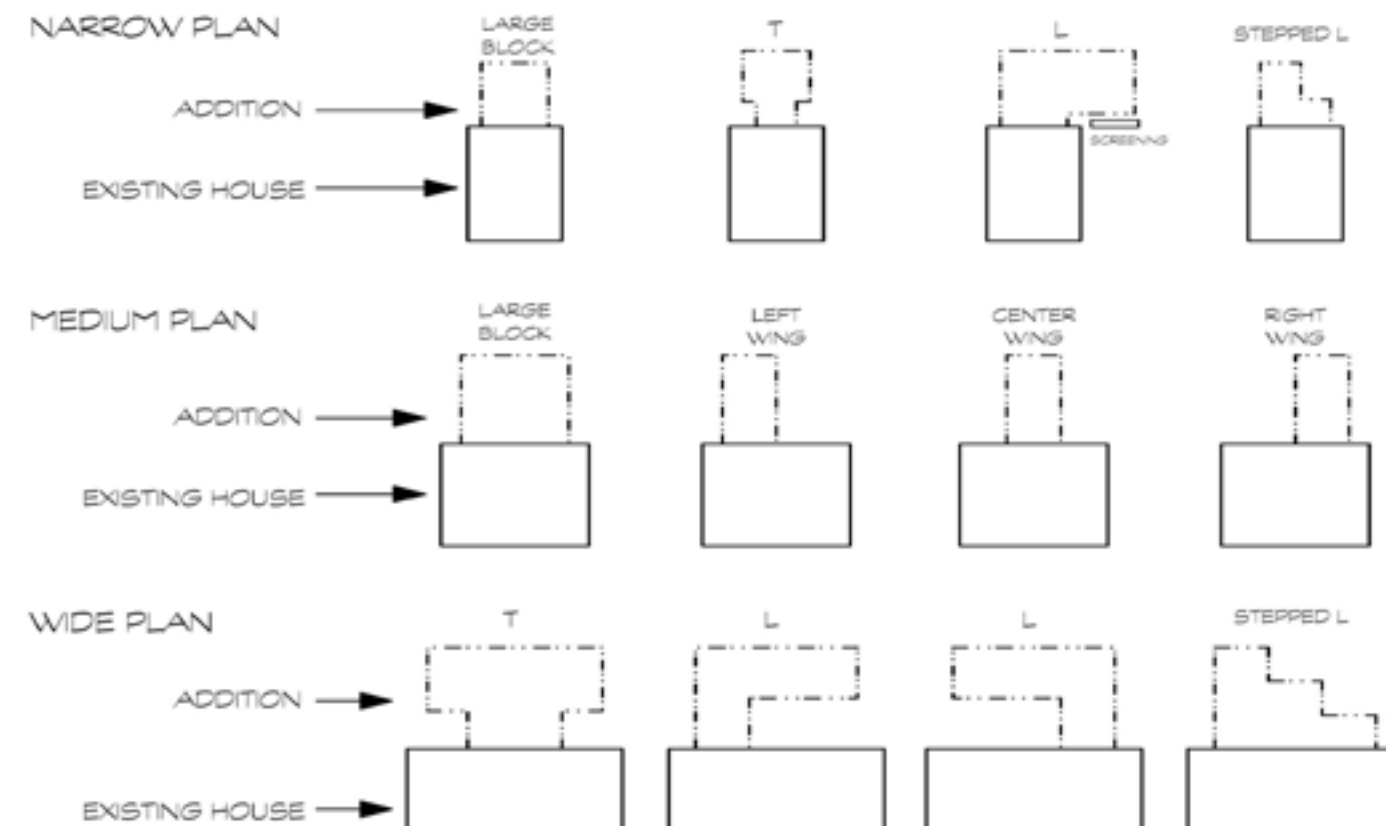 NARROW PLAN
LARGE
BLOCK
T
L
STEPPED L
ADDITION
SCREENING
EXISTING HOUSE
MEDIUM PLAN
LARGE
BLOCK
LEFT
WING
CENTER
WING
RIGHT
WING
ADDITION
EXISTING HOUSE
WIDE PLAN
T
L
L
STEPPED L
ADDITION
EXISTING HOUSE